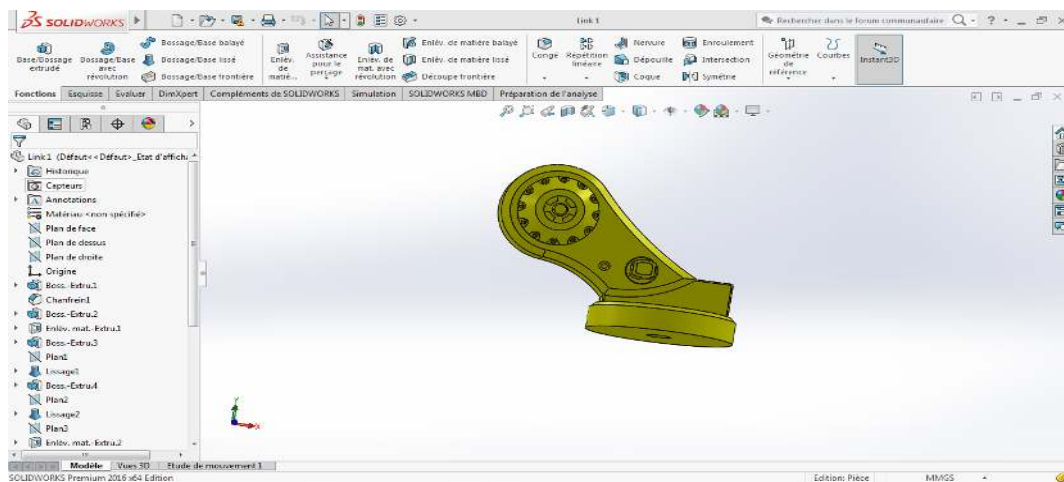 SOLIDWORKS
Link 1
Rechercher dans le forum communautaire
Base/Bossage extrudé
Bossage/Base avec révolution
Bossage/Base balayé
Bossage/Base lissé
Bossage/Base frontière
Enlèv. de matiè...
Assistance pour le perçage
Enlèv. de mat. avec révolution
Enlèv. de matière balayé
Enlèv. de matière lissé
Découpe frontière
Congé
Répétition linéaire
Nervure
Dépouille
Coque
Enroulement
Intersection
Symétrie
Géométrie de référence
Courbes
Instant3D
Fonctions Esquisse Evaluer DimXpert Compléments de SOLIDWORKS Simulation SOLIDWORKS MBD Préparation de l'analyse
Link1 (Défaut<<Défaut>_Etat d'affich
Historique
Capteurs
Annotations
Matériau <non spécifié>
Plan de face
Plan de dessus
Plan de droite
Origine
Boss.-Extru.1
Chanfrein1
Boss.-Extru.2
Enlèv. mat.-Extru.1
Boss.-Extru.3
Plan1
Lissage1
Boss.-Extru.4
Plan2
Lissage2
Plan3
Enlèv. mat.-Extru.2
Modèle Vues 3D Etude de mouvement 1
SOLIDWORKS Premium 2016 x64 Edition
Edition: Pièce
MMGS